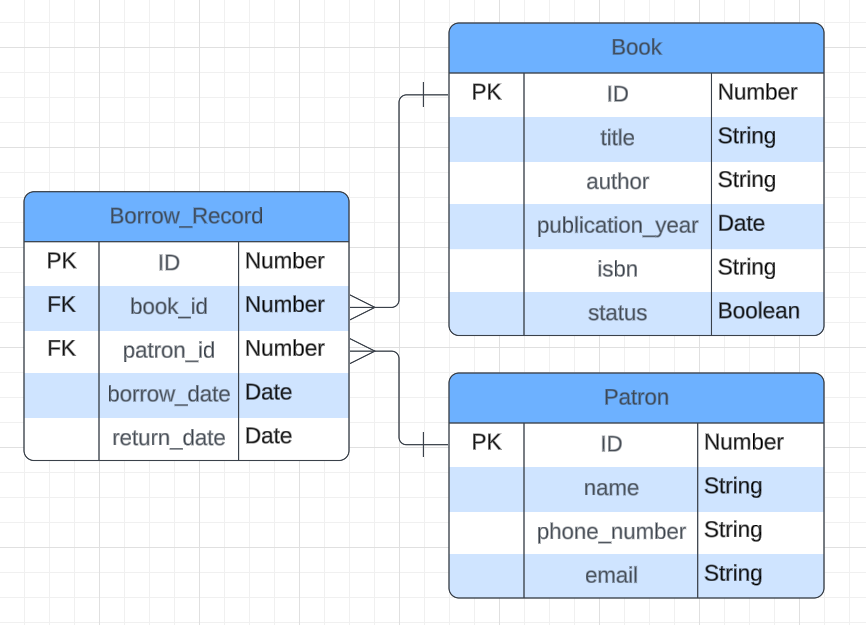 Book
PK ID Number
title String
author String
publication_year Date
isbn String
status Boolean
Borrow_Record
PK ID Number
FK book_id Number
FK patron_id Number
borrow_date Date
return_date Date
Patron
PK ID Number
name String
phone_number String
email String